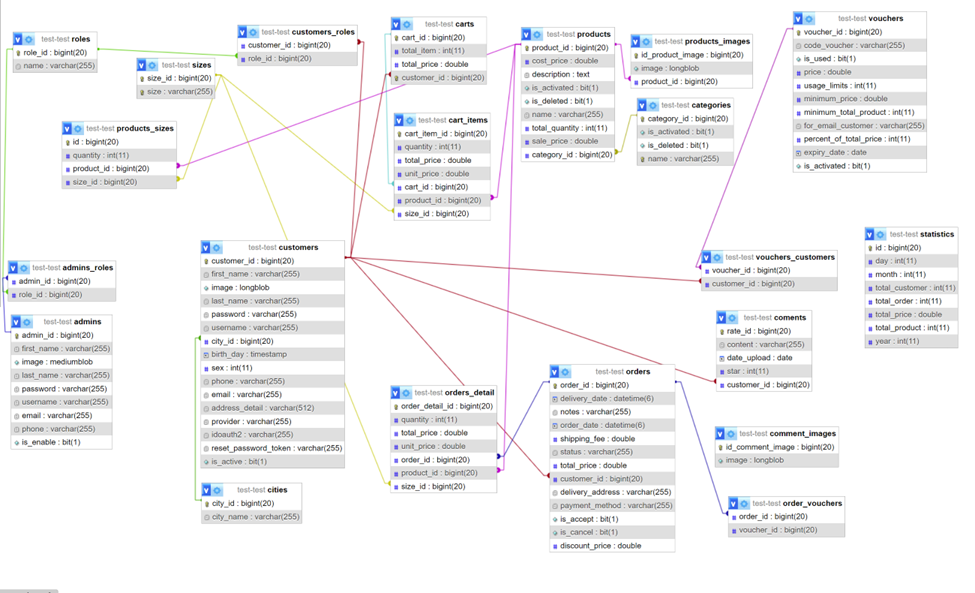 test-test roles
role_id : bigint(20)
name : varchar(255)
test-test sizes
size_id : bigint(20)
size : varchar(255)
test-test customers_roles
customer_id : bigint(20)
role_id : bigint(20)
test-test carts
cart_id : bigint(20)
total_item : int(11)
total_price : double
customer_id : bigint(20)
test-test products
product_id : bigint(20)
cost_price : double
description : text
is_activated : bit(1)
is_deleted : bit(1)
name : varchar(255)
total_quantity : int(11)
sale_price : double
category_id : bigint(20)
test-test products_images
id_product_image : bigint(20)
image : longblob
product_id : bigint(20)
test-test categories
category_id : bigint(20)
is_activated : bit(1)
is_deleted : bit(1)
name : varchar(255)
test-test vouchers
voucher_id : bigint(20)
code_voucher : varchar(255)
is_used : bit(1)
price : double
usage_limits : int(11)
minimum_price : double
minimum_total_product : int(11)
for_email_customer : varchar(255)
percent_of_total_price : int(11)
expiry_date : date
is_activated : bit(1)
test-test products_sizes
id : bigint(20)
quantity : int(11)
product_id : bigint(20)
size_id : bigint(20)
test-test cart_items
cart_item_id : bigint(20)
quantity : int(11)
total_price : double
unit_price : double
cart_id : bigint(20)
product_id : bigint(20)
size_id : bigint(20)
test-test admins_roles
admin_id : bigint(20)
role_id : bigint(20)
test-test admins
admin_id : bigint(20)
first_name : varchar(255)
image : mediumblob
last_name : varchar(255)
password : varchar(255)
username : varchar(255)
email : varchar(255)
phone : varchar(255)
is_enable : bit(1)
test-test customers
customer_id : bigint(20)
first_name : varchar(255)
image : longblob
last_name : varchar(255)
password : varchar(255)
username : varchar(255)
city_id : bigint(20)
birth_day : timestamp
sex : int(11)
phone : varchar(255)
email : varchar(255)
address_detail : varchar(512)
provider : varchar(255)
idoauth2 : varchar(255)
reset_password_token : varchar(255)
is_active : bit(1)
test-test cities
city_id : bigint(20)
city_name : varchar(255)
test-test orders_detail
order_detail_id : bigint(20)
quantity : int(11)
total_price : double
unit_price : double
order_id : bigint(20)
product_id : bigint(20)
size_id : bigint(20)
test-test orders
order_id : bigint(20)
delivery_date : datetime(6)
notes : varchar(255)
order_date : datetime(6)
shipping_fee : double
status : varchar(255)
total_price : double
customer_id : bigint(20)
delivery_address : varchar(255)
payment_method : varchar(255)
is_accept : bit(1)
is_cancel : bit(1)
discount_price : double
test-test vouchers_customers
voucher_id : bigint(20)
customer_id : bigint(20)
test-test coments
rate_id : bigint(20)
content : varchar(255)
date_upload : date
star : int(11)
customer_id : bigint(20)
test-test comment_images
id_comment_image : bigint(20)
image : longblob
test-test order_vouchers
order_id : bigint(20)
voucher_id : bigint(20)
test-test statistics
id : bigint(20)
day : int(11)
month : int(11)
total_customer : int(11)
total_order : int(11)
total_price : double
total_product : int(11)
year : int(11)